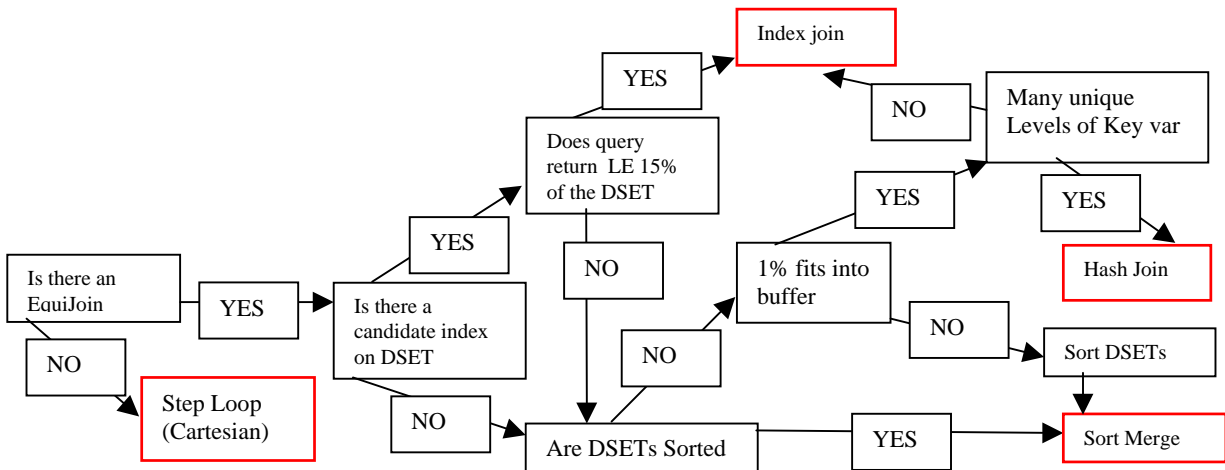 Index join
YES
NO
Many unique
Levels of Key var
Does query
return LE 15%
of the DSET
YES
YES
YES
NO
1% fits into
buffer
Hash Join
Is there an
EquiJoin
YES
Is there a
candidate index
on DSET
NO
NO
NO
Sort DSETs
Step Loop
(Cartesian)
NO
Are DSETs Sorted
YES
Sort Merge